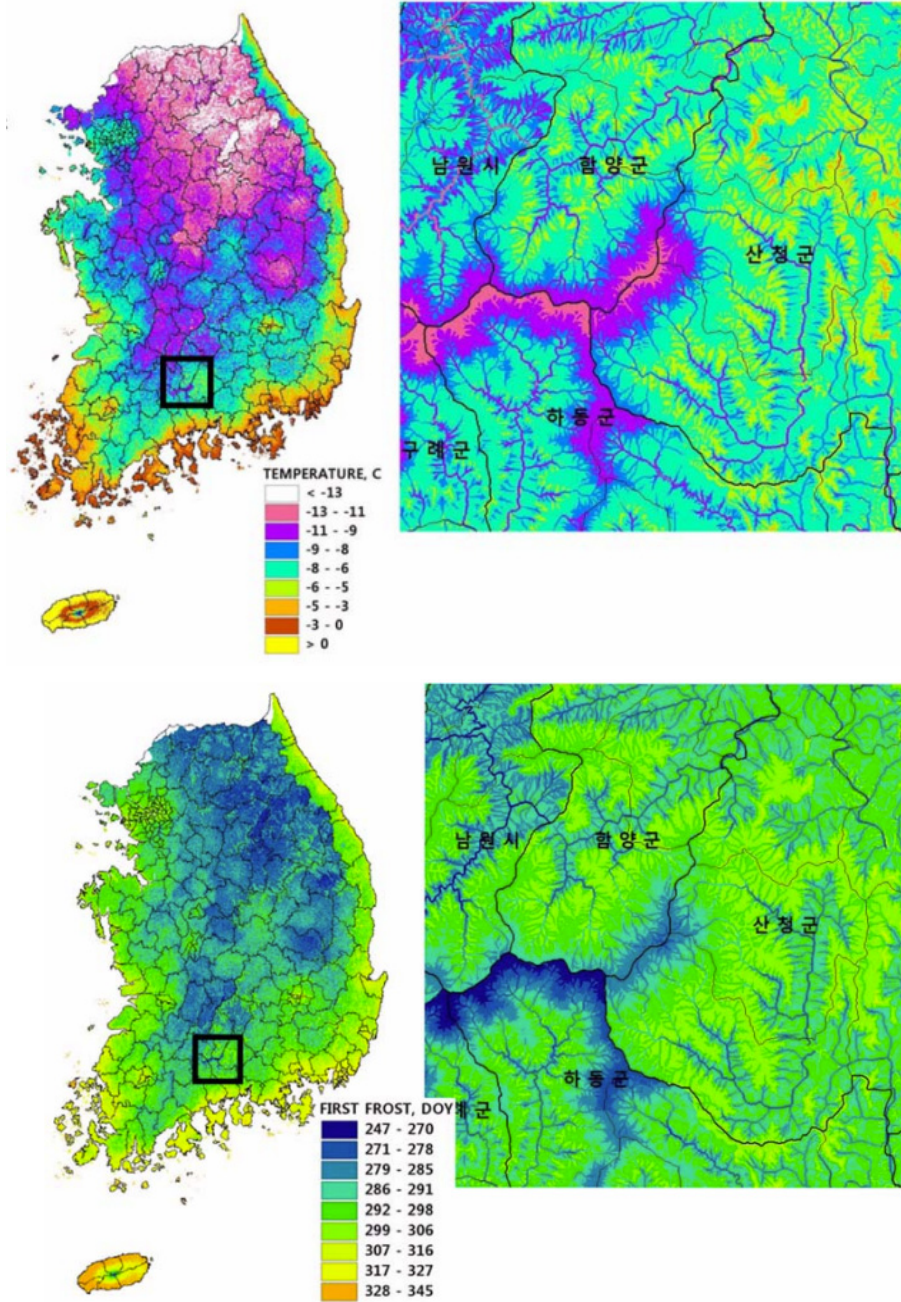 남원시
함양군
산청군
하동군
구례군
TEMPERATURE, C
< -13
-13 - -11
-11 - -9
-9 - -8
-8 - -6
-6 - -5
-5 - -3
-3 - 0
> 0
남원시
함양군
산청군
하동군
례군
FIRST FROST, DOY
247 - 270
271 - 278
279 - 285
286 - 291
292 - 298
299 - 306
307 - 316
317 - 327
328 - 345